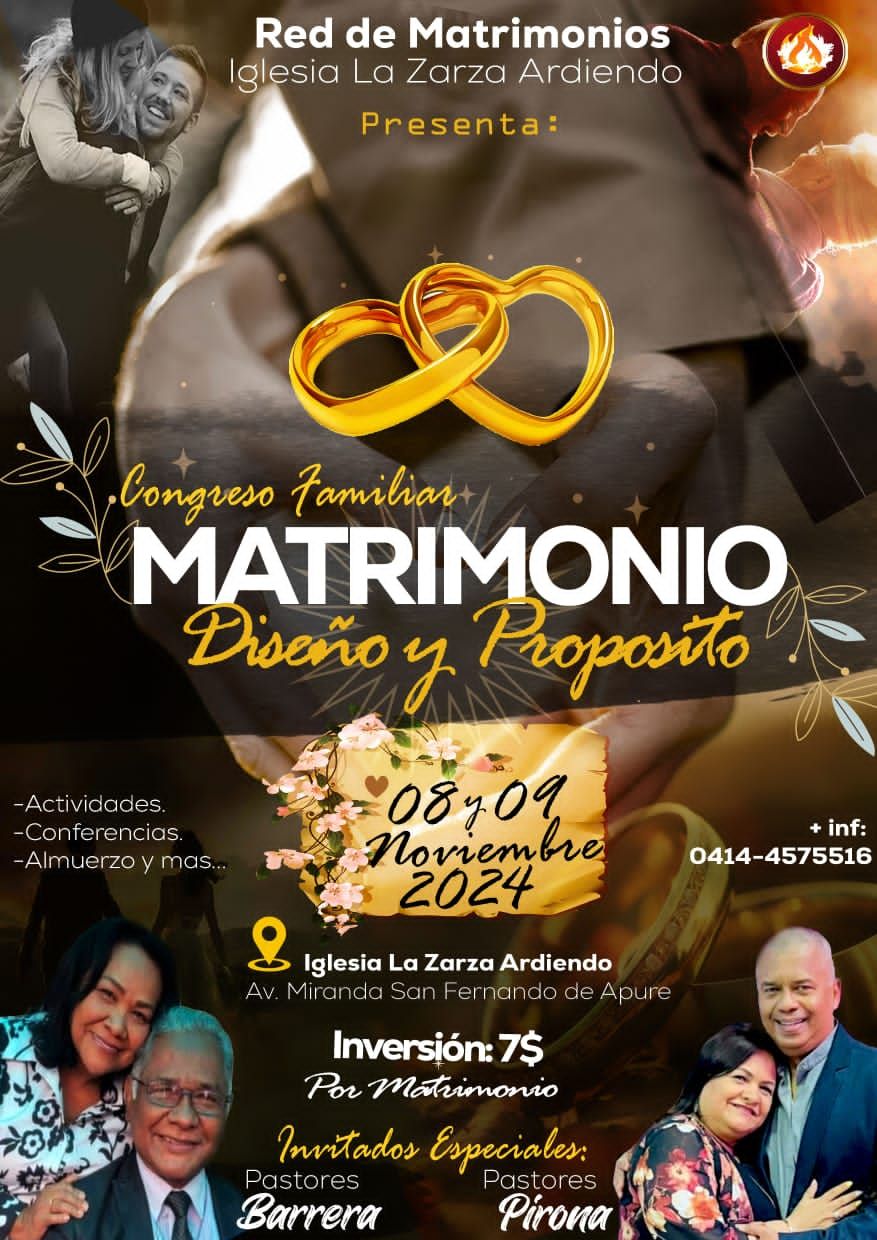 Red de Matrimonios
Iglesia La Zarza Ardiendo
Presenta:
Congreso Familiar
MATRIMONIO
Diseño y Proposito
08 y 09
Noviembre
2024
-Actividades.
-Conferencias.
-Almuerzo y mas...
+ inf:
0414-4575516
Iglesia La Zarza Ardiendo
Av. Miranda San Fernando de Apure
Inversión: 7$
Por Matrimonio
Invitados Especiales:
Pastores
Barrera
Pastores
Pirona